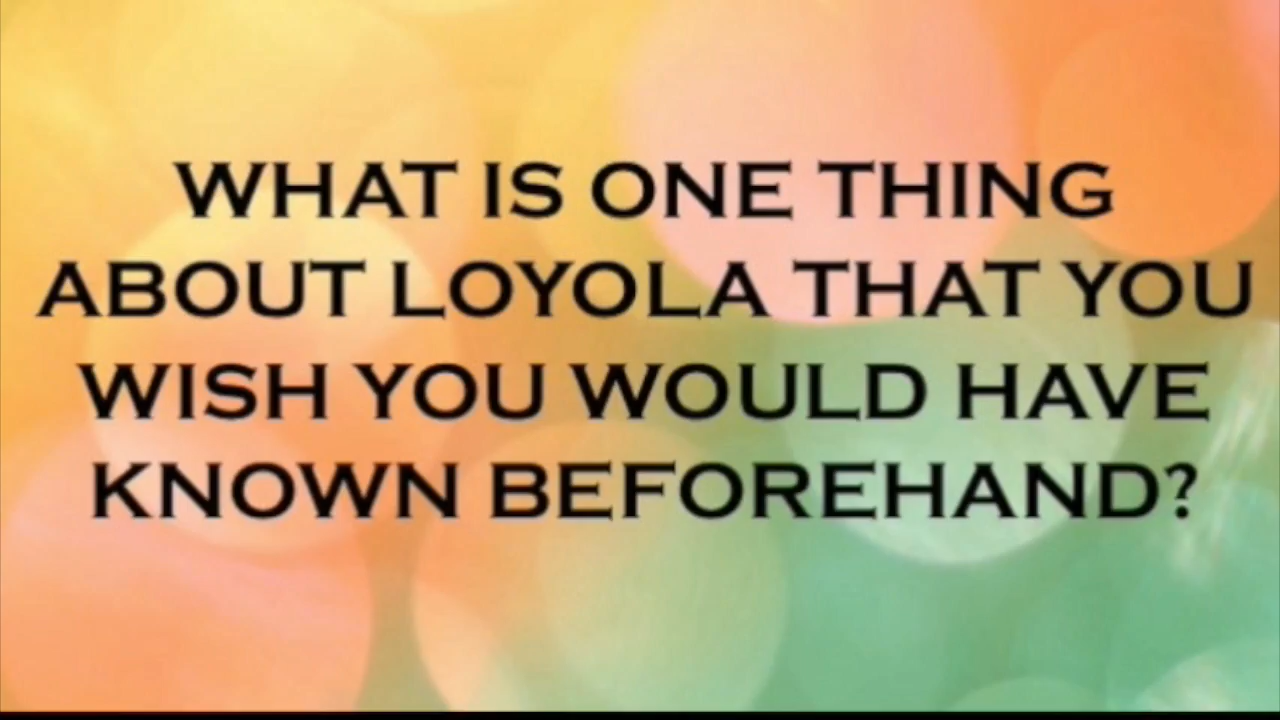 WHAT IS ONE THING
ABOUT LOYOLA THAT YOU
WISH YOU WOULD HAVE
KNOWN BEFOREHAND?